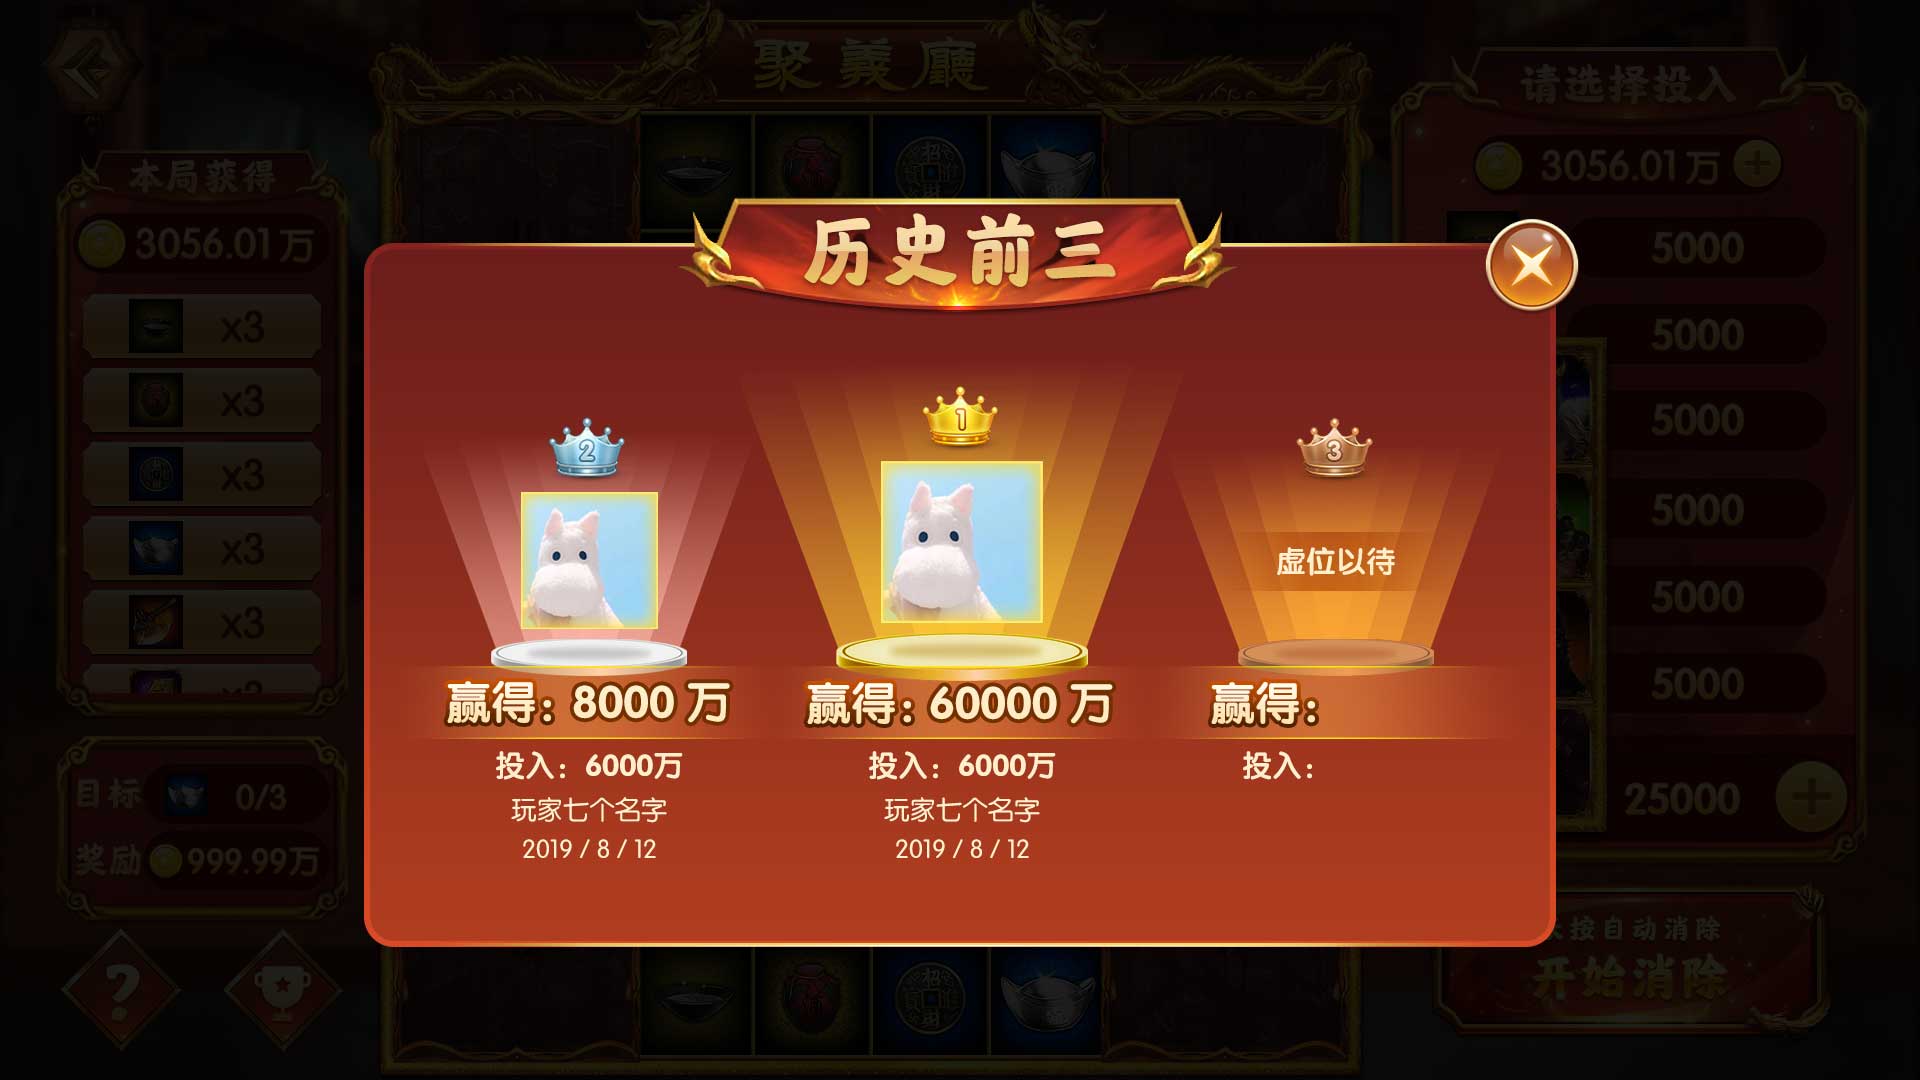 聚義廳
请选择投入
3056.01万
本局获得
3056.01万
x3
x3
x3
x3
x3
目标 0/3
奖励 999.99万
历史前三
2
赢得：8000 万
投入：6000万
玩家七个名字
2019 / 8 / 12
1
赢得：60000 万
投入：6000万
玩家七个名字
2019 / 8 / 12
3
虚位以待
赢得：
投入：
5000
5000
5000
5000
5000
5000
25000
按自动消除
开始消除
?